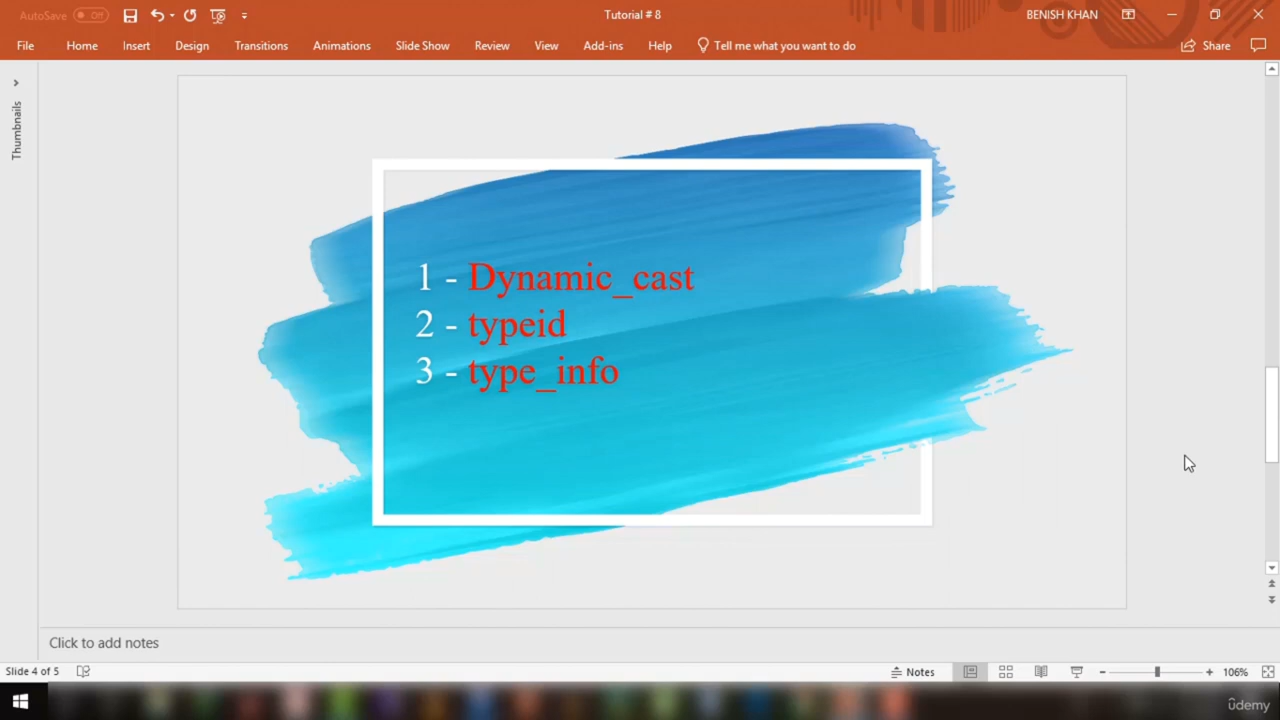 AutoSave Off
Tutorial # 8
BENISH KHAN
File Home Insert Design Transitions Animations Slide Show Review View Add-ins Help Tell me what you want to do Share
Thumbnails
1 - Dynamic_cast
2 - typeid
3 - type_info
Click to add notes
Slide 4 of 5 Notes 106%
ûdemy